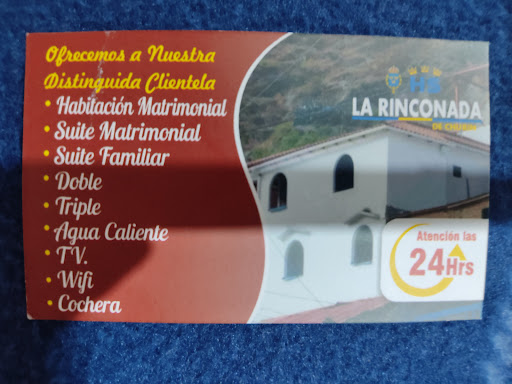 Ofrecemos a Nuestra
Distinguida Clientela
• Habitación Matrimonial
• Suite Matrimonial
• Suite Familiar
• Doble
• Triple
• Agua Caliente
• TV.
• Wifi
• Cochera
LA RINCONADA
Atención las
24Hrs